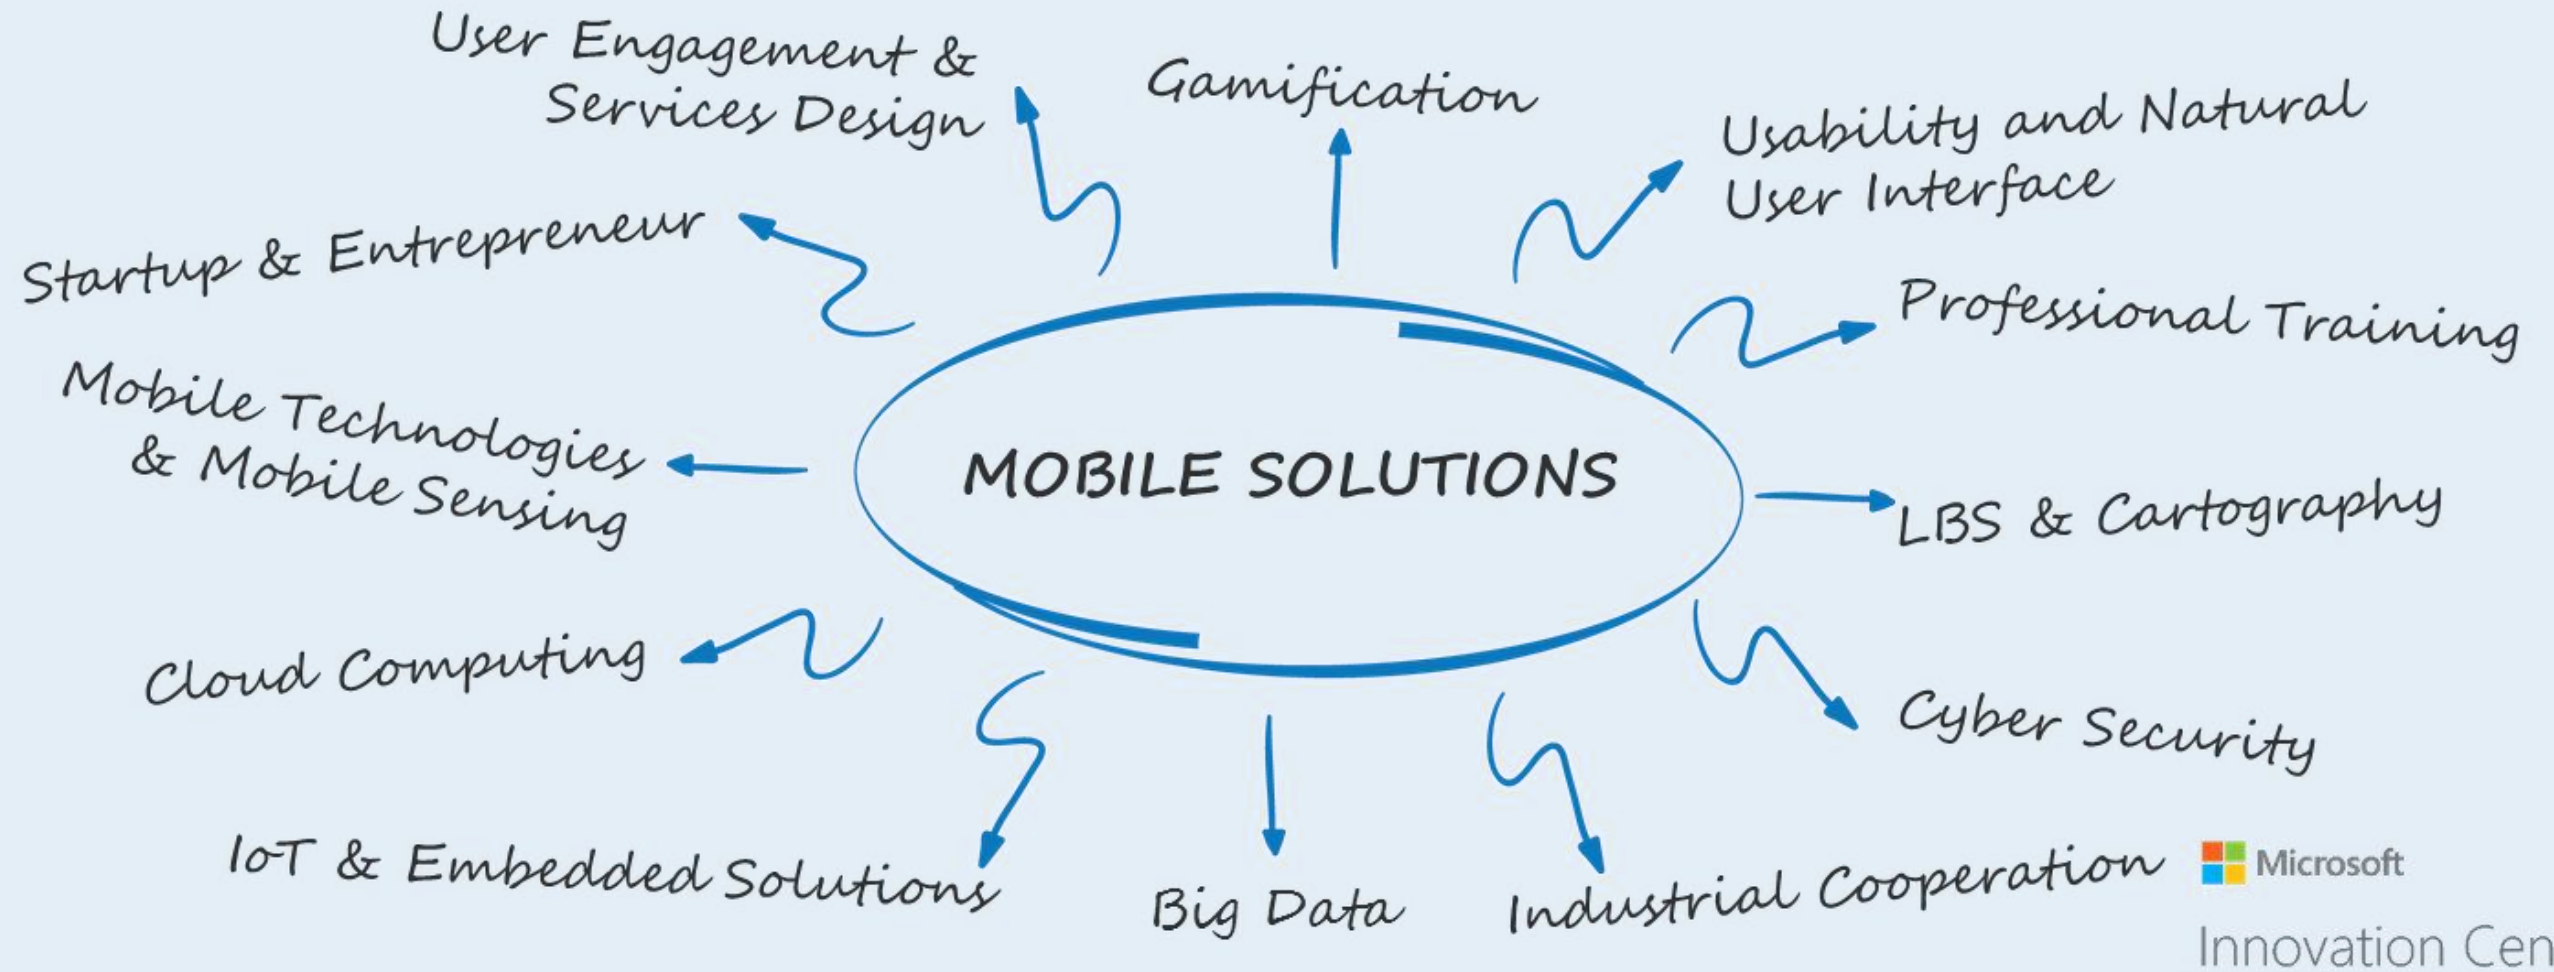 User Engagement &
Services Design
Gamification
Usability and Natural
User Interface
Startup & Entrepreneur
Professional Training
Mobile Technologies
& Mobile Sensing
MOBILE SOLUTIONS
LBS & Cartography
Cloud Computing
Cyber Security
IoT & Embedded Solutions
Big Data
Industrial Cooperation
Microsoft
Innovation Cen